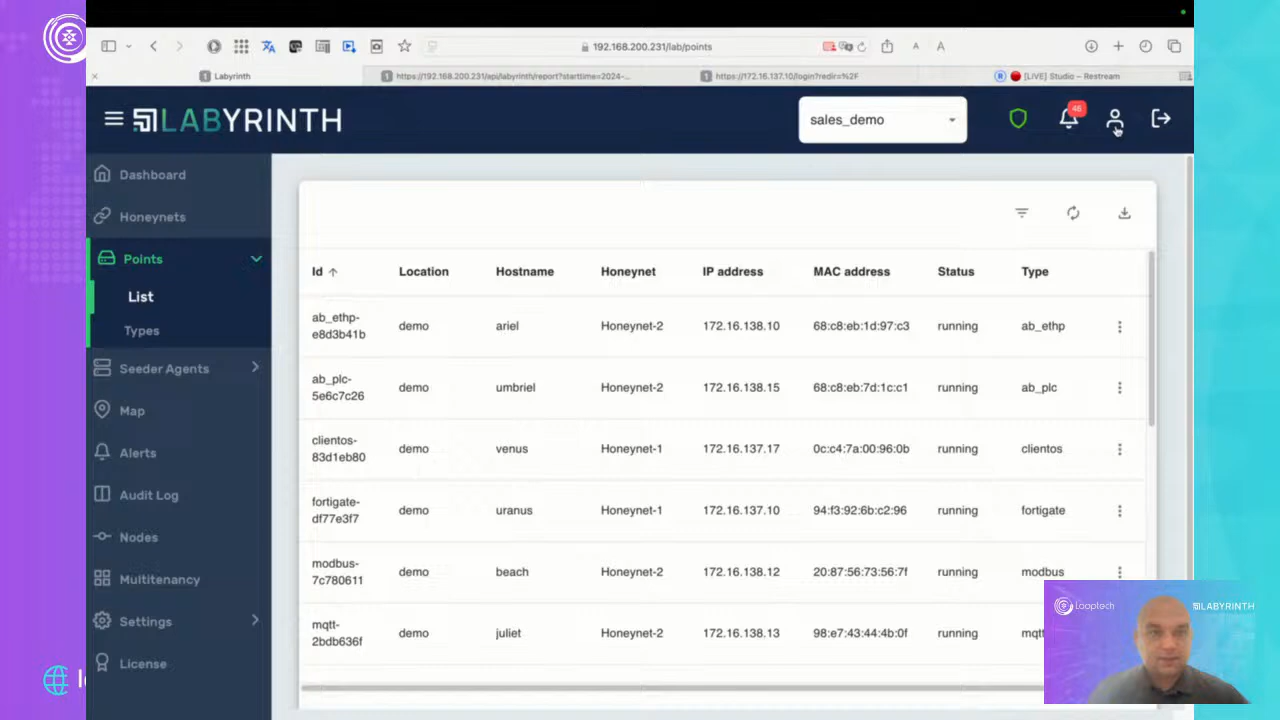 192.168.200.231/lab/points
A A
1 Labyrinth
1 https://192.168.200.231/api/labyrinth/report?starttime=2024-...
1 https://172.16.137.10/login?redir=%2F
R [LIVE] Studio – Restream
LABYRINTH
sales_demo
46
Dashboard
Honeynets
Points
List
Types
Seeder Agents
Map
Alerts
Audit Log
Nodes
Multitenancy
Settings
License
Id Location Hostname Honeynet IP address MAC address Status Type
ab_ethp-
e8d3b41b demo ariel Honeynet-2 172.16.138.10 68:c8:eb:1d:97:c3 running ab_ethp
ab_plc-
5e6c7c26 demo umbriel Honeynet-2 172.16.138.15 68:c8:eb:7d:1c:c1 running ab_plc
clientos-
83d1eb80 demo venus Honeynet-1 172.16.137.17 0c:c4:7a:00:96:0b running clientos
fortigate-
df77e3f7 demo uranus Honeynet-1 172.16.137.10 94:f3:92:6b:c2:96 running fortigate
modbus-
7c780611 demo beach Honeynet-2 172.16.138.12 20:87:56:73:56:7f running modbus
mqtt-
2bdb636f demo juliet Honeynet-2 172.16.138.13 98:e7:43:44:4b:0f running
Looptech LABYRINTH